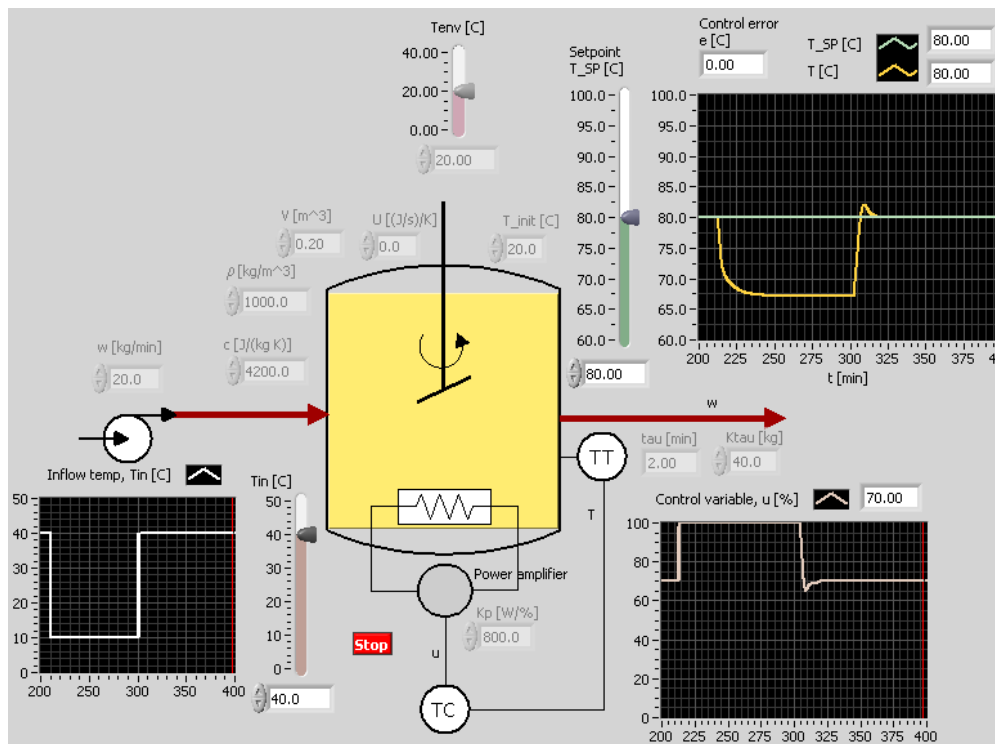 Tenv [C]
40.00
20.00
0.00
20.00
Setpoint
T_SP [C]
100.0
95.0
90.0
85.0
80.0
75.0
70.0
65.0
60.0
80.00
Control error
e [C]
0.00
T_SP [C]
80.00
T [C]
80.00
100.0
95.0
90.0
85.0
80.0
75.0
70.0
65.0
60.0
200 225 250 275 300 325 350 375
t [min]
V [m^3]
0.20
U [(J/s)/K]
0.0
T_init [C]
20.0
ρ [kg/m^3]
1000.0
c [J/(kg K)]
4200.0
w [kg/min]
20.0
w
tau [min]
2.00
Ktau [kg]
40.0
TT
T
Inflow temp, Tin [C]
50
40
30
20
10
0
200 250 300 350 400
Tin [C]
50
40
30
20
10
0
40.0
Power amplifier
Kp [W/%]
800.0
Stop
u
TC
Control variable, u [%]
70.00
100
80
60
40
20
0
200 225 250 275 300 325 350 375 400